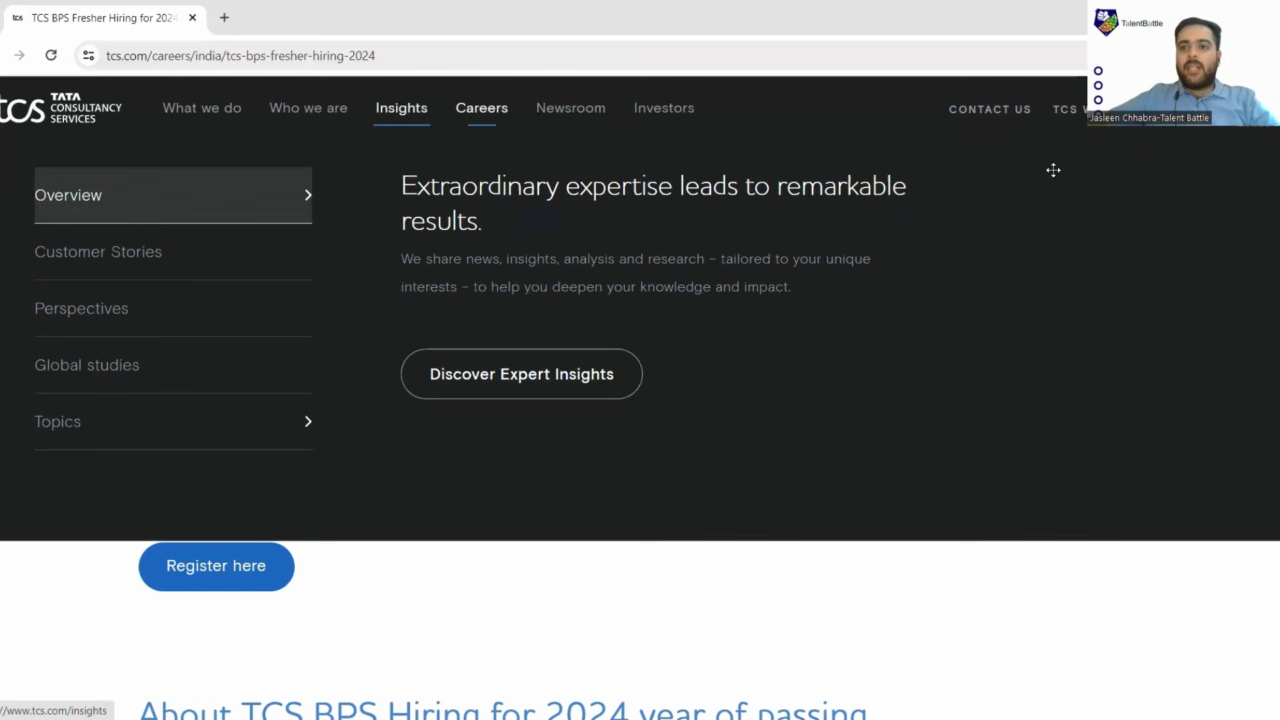 tcs TCS BPS Fresher Hiring for 2024
tcs.com/careers/india/tcs-bps-fresher-hiring-2024
TalentBattle
Jasleen Chhabra-Talent Battle
tcs TATA
CONSULTANCY
SERVICES
What we do Who we are Insights Careers Newsroom Investors CONTACT US TCS
Overview
Customer Stories
Perspectives
Global studies
Topics
Extraordinary expertise leads to remarkable
results.
We share news, insights, analysis and research – tailored to your unique
interests – to help you deepen your knowledge and impact.
Discover Expert Insights
Register here
About TCS BPS Hiring for 2024 year of passing
//www.tcs.com/insights